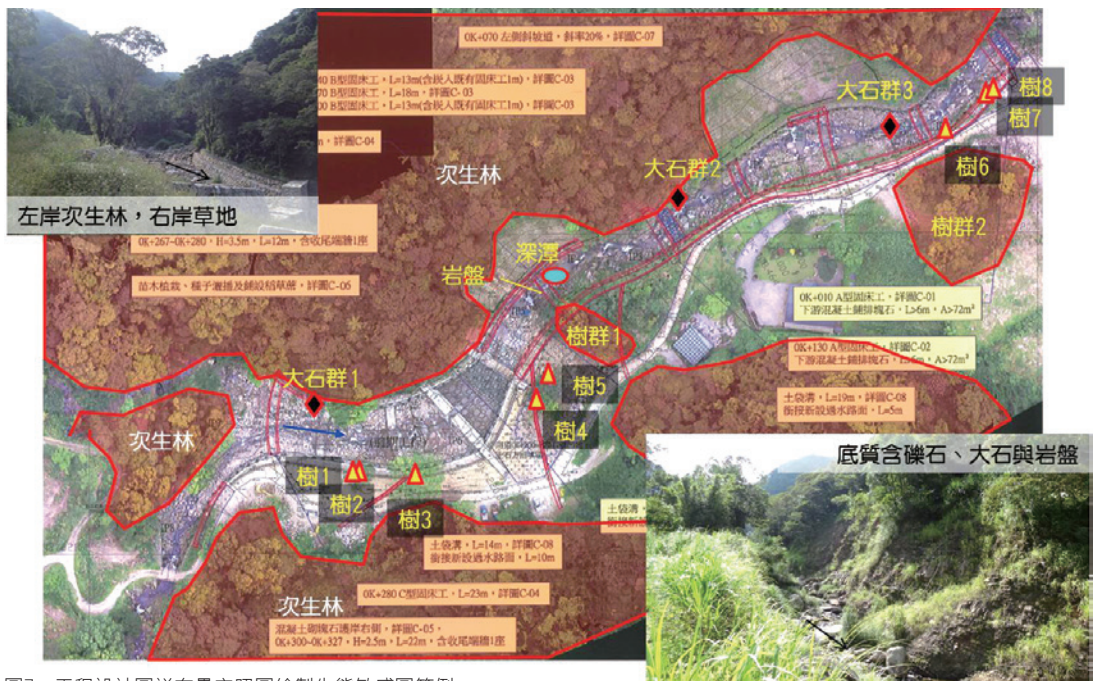 0K+070 左側斜坡道，斜率20%，詳圖C-07
40 B型固床工，L=13m(含嵌入既有固床工1m)，詳圖C-03
70 B型固床工，L=18m，詳圖C-03
00 B型固床工，L=13m(含嵌入既有固床工1m)，詳圖C-03
，詳圖C-04
左岸次生林，右岸草地
0K+267~0K+280，H=3.5m，L=12m，含收尾端牆1座
苗木植栽、種子灑播及鋪設稻草蓆，詳圖C-06
次生林
大石群3
樹8
樹7
樹6
大石群2
樹群2
深潭
岩盤
樹群1
0K+010 A型固床工，詳圖C-01
下游混凝土鋪排塊石，L>6m，A>72m²
0K+130 A型固床工，詳圖C-02
下游混凝土鋪排塊石，L>6m，A>72m²
土袋溝，L=19m，詳圖C-08
銜接新設過水路面，L=5m
大石群1
樹5
樹4
次生林
樹1
樹2
樹3
底質含礫石、大石與岩盤
土袋溝，
土袋溝，L=14m，詳圖C-08
銜接新設過水路面，L=10m
0K+280 C型固床工，L=23m，詳圖C-04
次生林
混凝土砌塊石護岸右側，詳圖C-05，
0K+300~0K+327，H=2.5m，L=22m，含收尾端牆1座